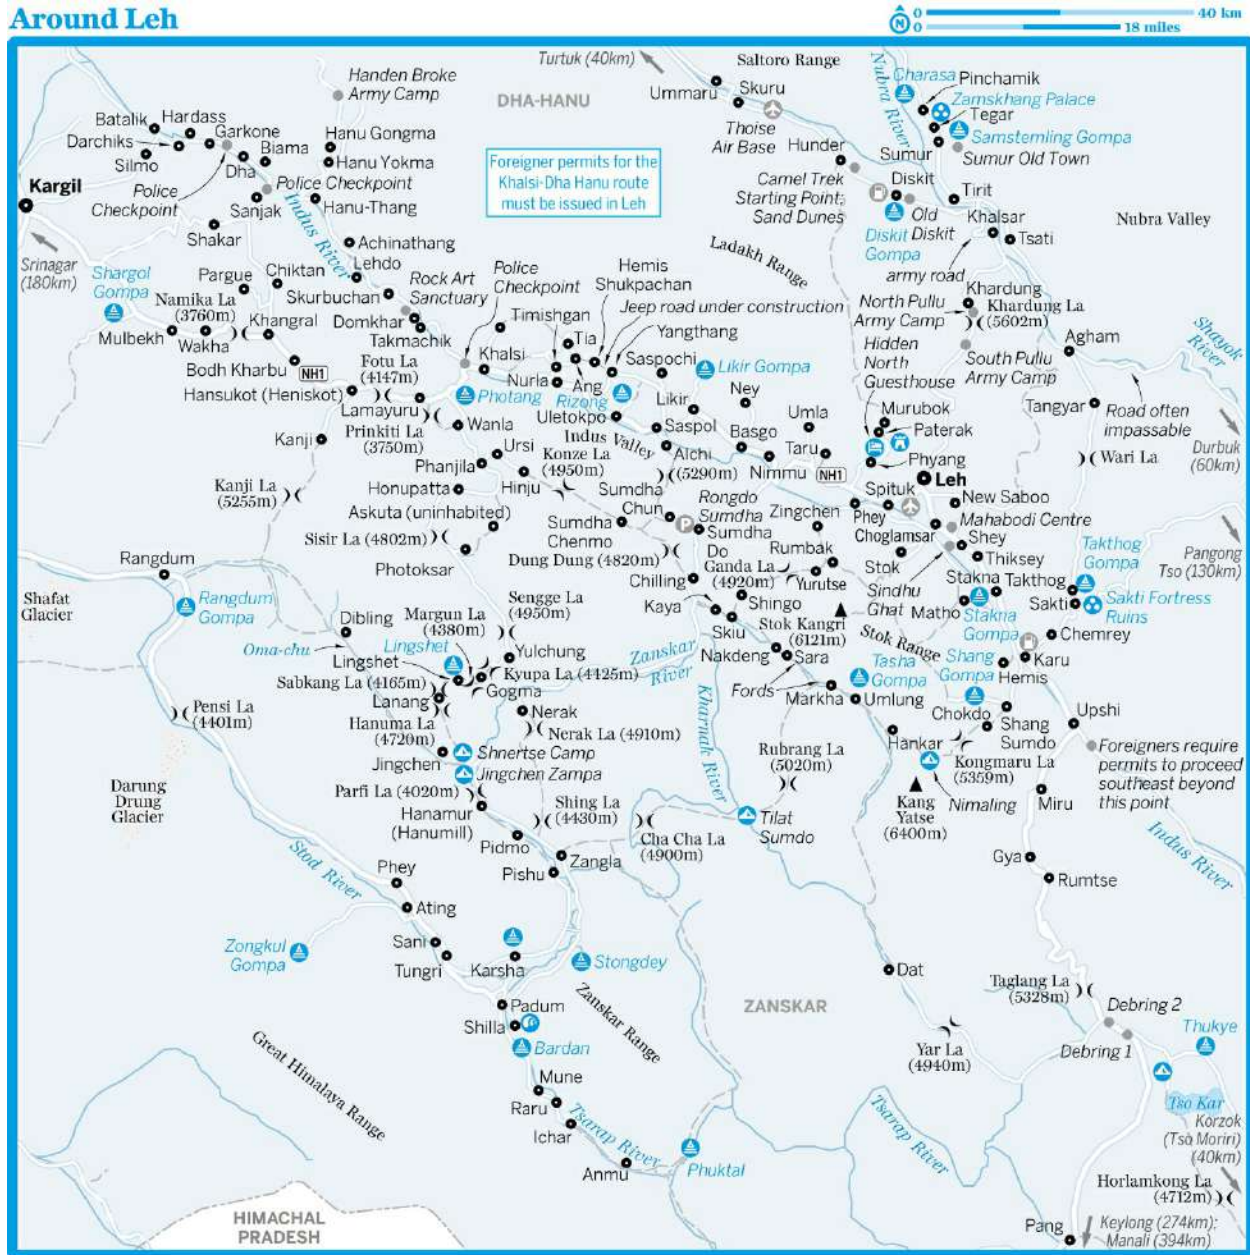 Around Leh
0 40 km
N 0 18 miles
Turtuk (40km)
Saltoro Range
Ummaru
Skuru
Nubra River
Charasa
Pinchamik
Zamskhang Palace
Tegar
Samstemling Gompa
Sumur
Sumur Old Town
Handen Broke
Army Camp
DHA-HANU
Thoise
Air Base
Hunder
Batalik
Hardass
Darchiks
Garkone
Silmo
Biama
Dha
Hanu Gongma
Hanu Yokma
Kargil
Police
Checkpoint
Police Checkpoint
Sanjak
Hanu-Thang
Shakar
Indus River
Foreigner permits for the
Khalsi-Dha Hanu route
must be issued in Leh
Camel Trek
Starting Point;
Sand Dunes
Diskit
Old
Diskit
Diskit
Gompa
Tirit
Khalsar
Tsati
army road
Nubra Valley
Srinagar
(180km)
Achinathang
Lehdo
Ladakh Range
Shargol
Gompa
Pargue
Chiktan
Namika La
(3760m)
Skurbuchan
Rock Art
Sanctuary
Police
Checkpoint
Hemis
Shukpachan
Jeep road under construction
North Pullu
Army Camp
Khardung
Khardung La
(5602m)
Mulbekh
Wakha
Khangral
Domkhar
Takmachik
Timishgan
Tia
Yangthang
Hidden
North
Guesthouse
South Pullu
Army Camp
Agham
Shayok
River
Bodh Kharbu
NH1
Fotu La
(4147m)
Khalsi
Nurla
Ang
Saspochi
Likir Gompa
Hansukot (Heniskot)
Photang
Rizong
Ney
Tangyar
Road often
impassable
Lamayuru
Uletokpo
Likir
Umla
Murubok
Paterak
Durbuk
(60km)
Prinkiti La
(3750m)
Wanla
Indus Valley
Saspol
Basgo
Taru
Kanji
Ursi
Konze La
(4950m)
Alchi
(5290m)
Nimmu
NH1
Phyang
Wari La
Phanjila
Hinju
Leh
Kanji La
(5255m)
Honupatta
Sumdha
Chun
Rongdo
Sumdha
Zingchen
Spituk
New Saboo
Askuta (uninhabited)
Sumdha
Chenmo
P
Sumdha
Do
Phey
Choglamsar
Mahabodi Centre
Sisir La (4802m)
Dung Dung (4820m)
Ganda La
(4920m)
Rumbak
Shey
Thiksey
Takthog
Gompa
Pangong
Tso (130km)
Rangdum
Photoksar
Chilling
Yurutse
Stok
Stakna
Takthog
Shafat
Glacier
Rangdum
Gompa
Sengge La
(4950m)
Kaya
Shingo
Sindhu
Ghat
Matho
Stakna
Gompa
Sakti
Sakti Fortress
Ruins
Dibling
Margun La
(4380m)
Skiu
Stok Kangri
(6121m)
Stok Range
Chemrey
Oma-chu
Lingshet
Lingshet
Yulchung
Zanskar
River
Nakdeng
Sara
Tasha
Gompa
Shang
Gompa
Karu
Hemis
Sabkang La (4165m)
Kyupa La (4425m)
Gogma
Fords
Markha
Umlung
Lanang
Kharnak River
Chokdo
Shang
Sumdo
Upshi
Pensi La
(4401m)
Hanuma La
(4720m)
Nerak
Nerak La (4910m)
Rubrang La
(5020m)
Hankar
Kongmaru La
(5359m)
Foreigners require
permits to proceed
southeast beyond
this point
Jingchen
Shnertse Camp
Jingchen Zampa
Darung
Drung
Glacier
Parfi La (4020m)
Kang
Yatse
(6400m)
Nimaling
Miru
Hanamur
(Hanumill)
Shing La
(4430m)
Cha Cha La
(4900m)
Tilat
Sumdo
Stod River
Pidmo
Zangla
Gya
Indus River
Phey
Pishu
Rumtse
Ating
Zongkul
Gompa
Sani
Tungri
Karsha
Stongdey
Dat
Taglang La
(5328m)
Padum
ZANSKAR
Debring 2
Shilla
Zanskar Range
Thukye
Bardan
Yar La
(4940m)
Debring 1
Great Himalaya Range
Mune
Tso Kar
Raru
Ichar
Tsarap River
Tsarap River
Korzok
(Tso Moriri)
(40km)
Anmu
Phuktal
Horlamkong La
(4712m)
HIMACHAL
PRADESH
Pang
Keylong (274km);
Manali (394km)